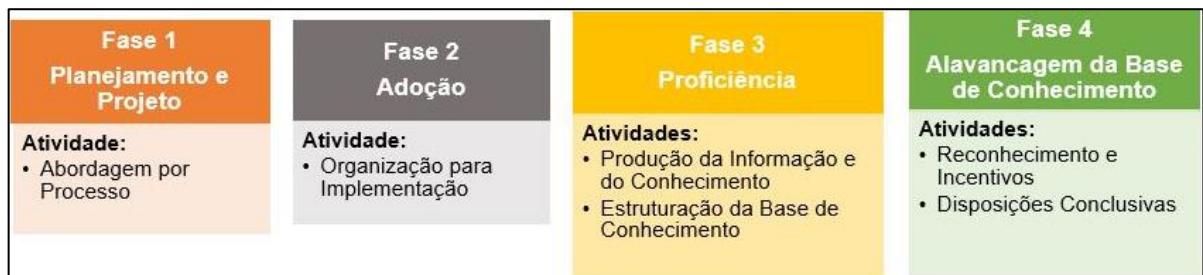 Fase 1
Planejamento e
Projeto
Atividade:
• Abordagem por
Processo
Fase 2
Adoção
Atividade:
• Organização para
Implementação
Fase 3
Proficiência
Atividades:
• Produção da Informação e
do Conhecimento
• Estruturação da Base de
Conhecimento
Fase 4
Alavancagem da Base
de Conhecimento
Atividades:
• Reconhecimento e
Incentivos
• Disposições Conclusivas